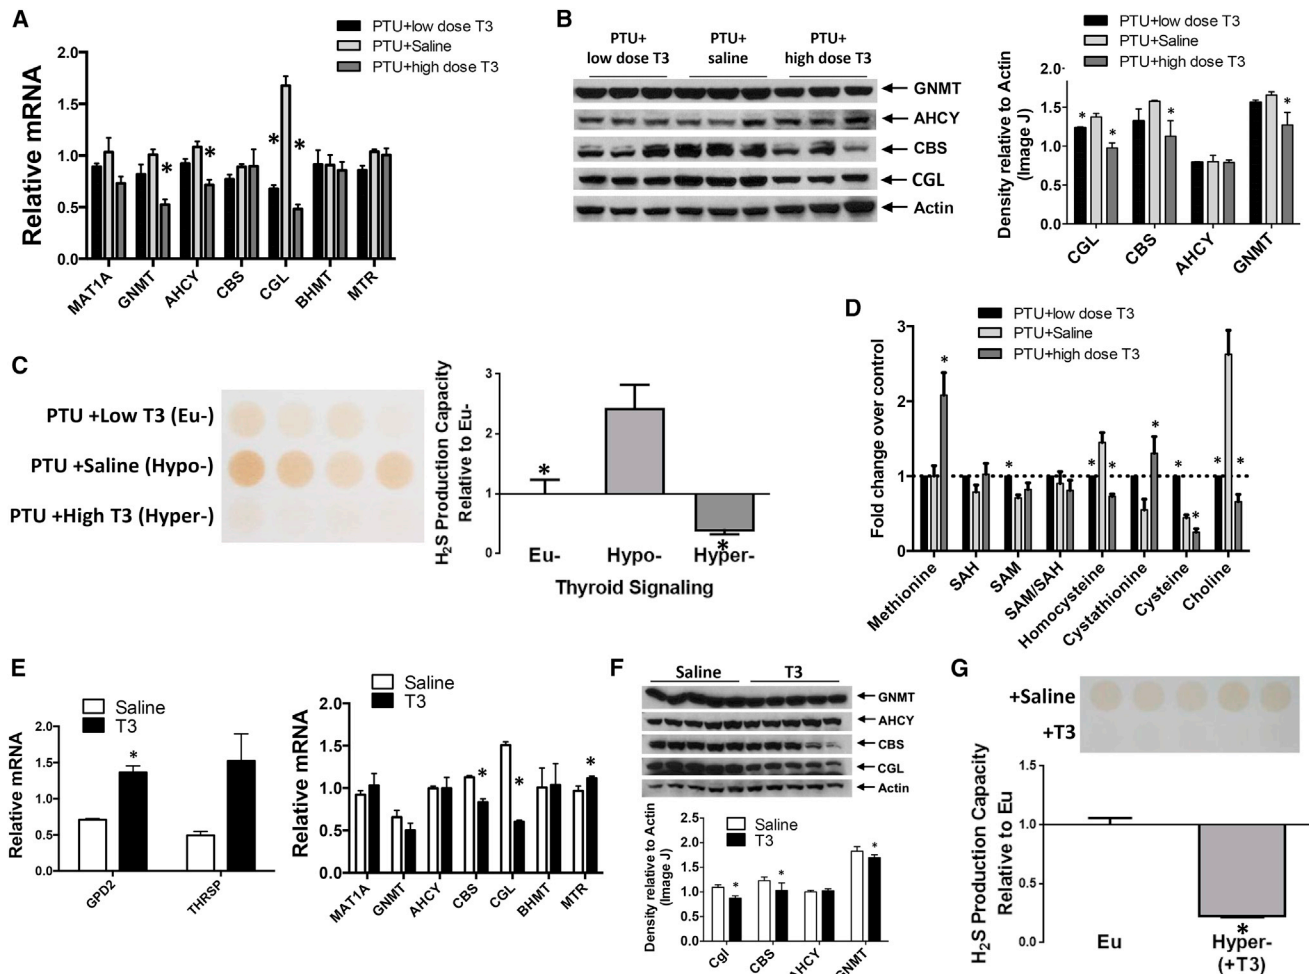 A
PTU+low dose T3
PTU+Saline
PTU+high dose T3
Relative mRNA
2.0
1.5
1.0
0.5
0.0
*
*
*
*
MAT1A
GNMT
AHCY
CBS
CGL
BHMT
MTR
B
PTU+ low dose T3
PTU+ saline
PTU+ high dose T3
GNMT
AHCY
CBS
CGL
Actin
PTU+low dose T3
PTU+Saline
PTU+high dose T3
Density relative to Actin
(Image J)
2.0
1.5
1.0
0.5
0.0
*
*
*
*
CGL
CBS
AHCY
GNMT
C
PTU +Low T3 (Eu-)
PTU +Saline (Hypo-)
PTU +High T3 (Hyper-)
H2S Production Capacity
Relative to Eu-
3
2
1
0
*
*
Eu-
Hypo-
Hyper-
Thyroid Signaling
D
PTU+low dose T3
PTU+Saline
PTU+high dose T3
Fold change over control
3
2
1
0
*
*
*
*
*
*
*
*
*
Methionine
SAH
SAM
SAM/SAH
Homocysteine
Cystathionine
Cysteine
Choline
E
Saline
T3
Relative mRNA
2.0
1.5
1.0
0.5
0.0
*
GPD2
THRSP
Saline
T3
Relative mRNA
2.0
1.5
1.0
0.5
0.0
*
*
*
MAT1A
GNMT
AHCY
CBS
CGL
BHMT
MTR
F
Saline
T3
GNMT
AHCY
CBS
CGL
Actin
Saline
T3
Density relative to Actin
(Image J)
2.5
2.0
1.5
1.0
0.5
0.0
*
*
*
Cgl
CBS
AHCY
GNMT
G
+Saline
+T3
H2S Production Capacity
Relative to Eu
1.5
1.0
0.5
0.0
*
Eu
Hyper-
(+T3)